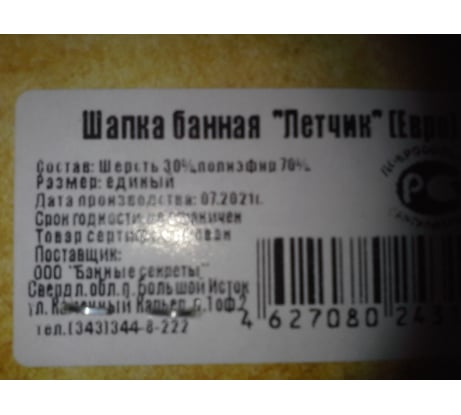 Шапка банная "Летчик" (Евро)
Состав: Шерсть 30%,полиэфир 70%.
Размер: единый
Дата производства: 07.2021г.
Срок годности не ограничен
Товар сертифицирован
Поставщик:
ООО "Банные секреты"
Свердл.обл.п.Большой Исток
ул. Каменный Карьер
тел.(343)344-8-222
4 627080 243